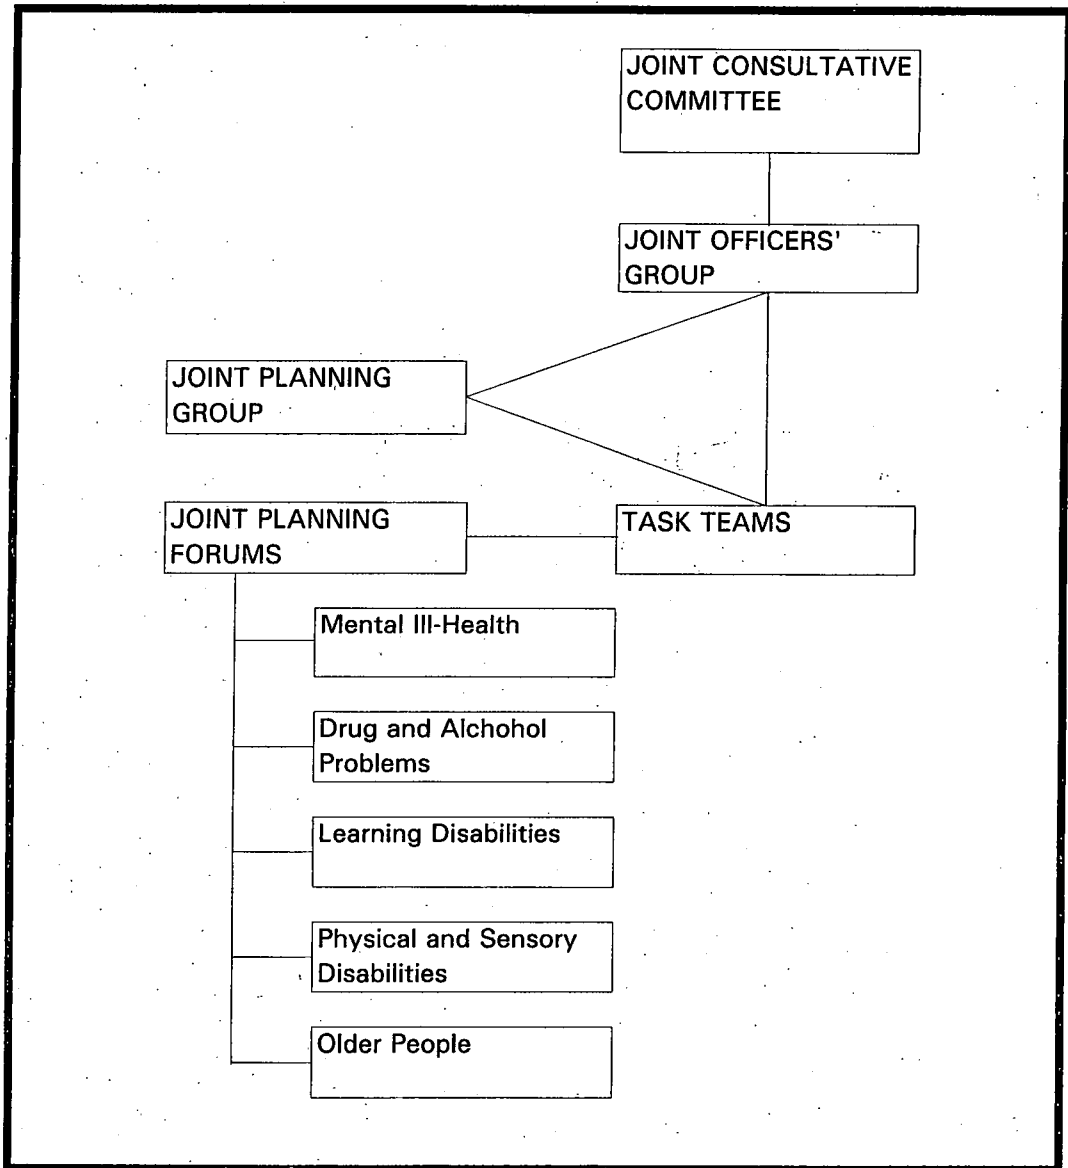 JOINT CONSULTATIVE
COMMITTEE
JOINT OFFICERS'
GROUP
JOINT PLANNING
GROUP
JOINT PLANNING
FORUMS
TASK TEAMS
Mental Ill-Health
Drug and Alchohol
Problems
Learning Disabilities
Physical and Sensory
Disabilities
Older People